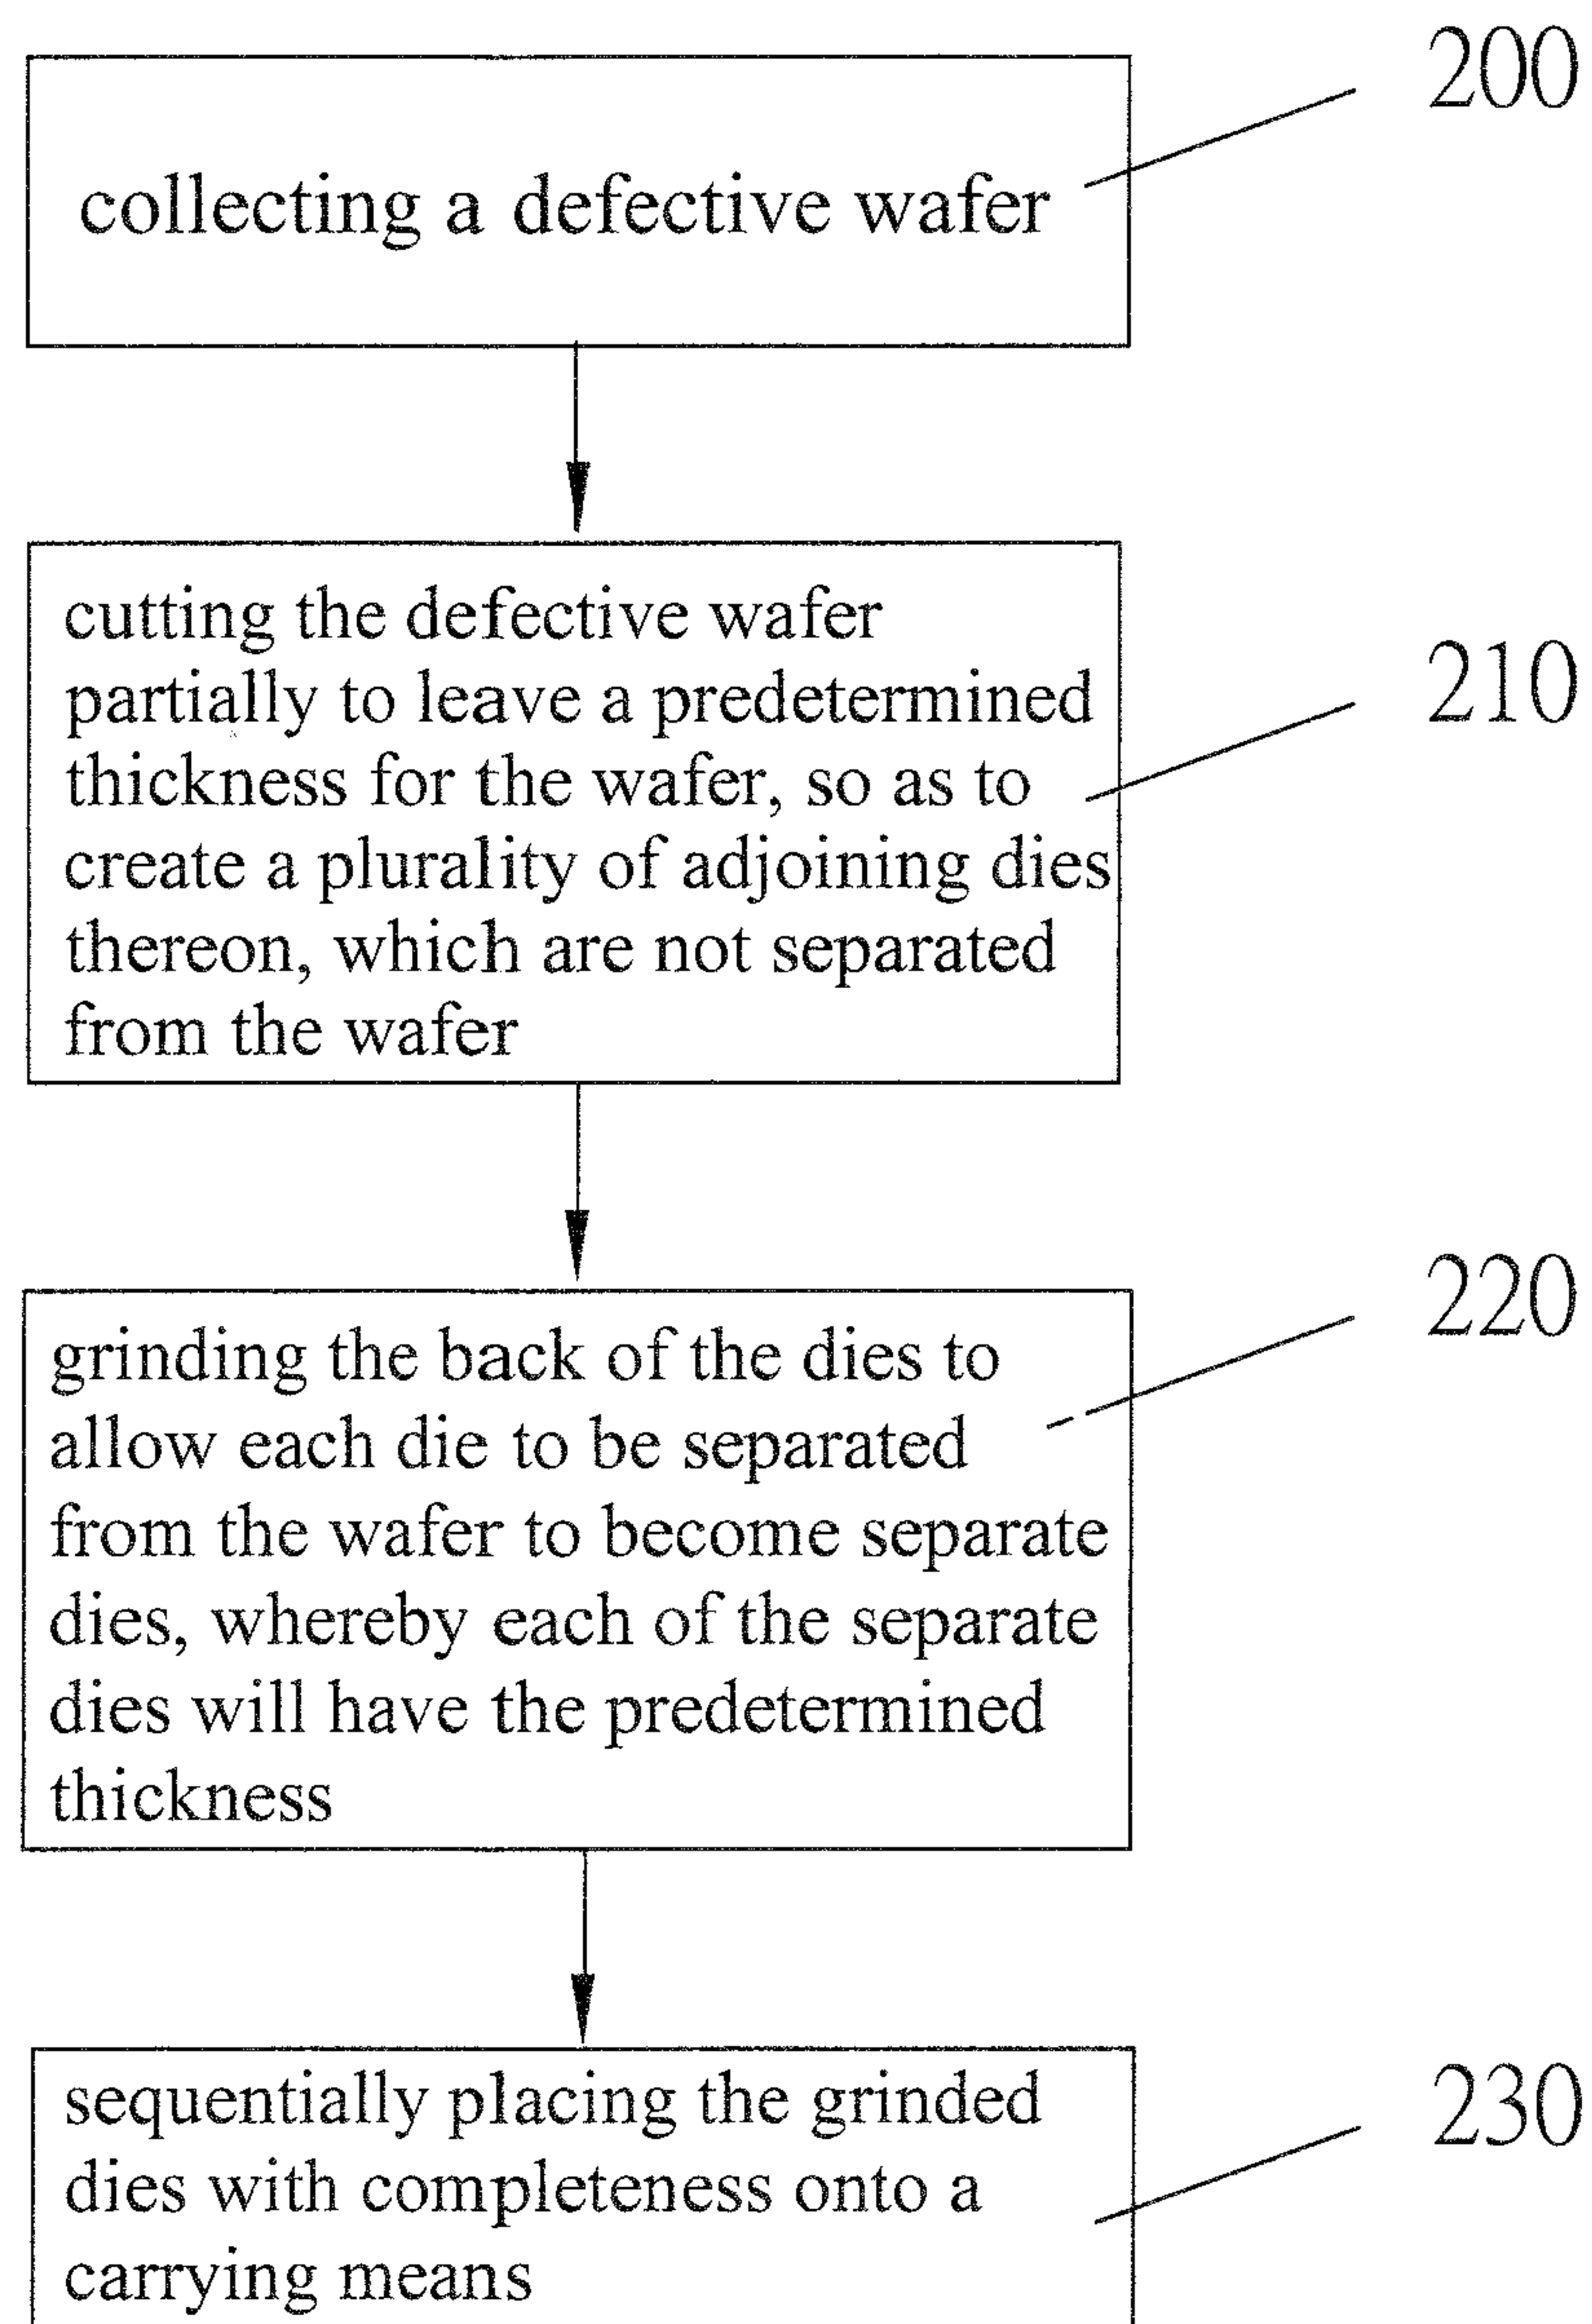 200
collecting a defective wafer
cutting the defective wafer
partially to leave a predetermined
210
thickness for the wafer, so as to
create a plurality of adjoining dies
thereon, which are not separated
from the wafer
220
grinding the back of the dies to
allow each die to be separated
from the wafer to become separate
dies, whereby each of the separate
dies will have the predetermined
thickness
230
sequentially placing the grinded
dies with completeness onto a
carrying means